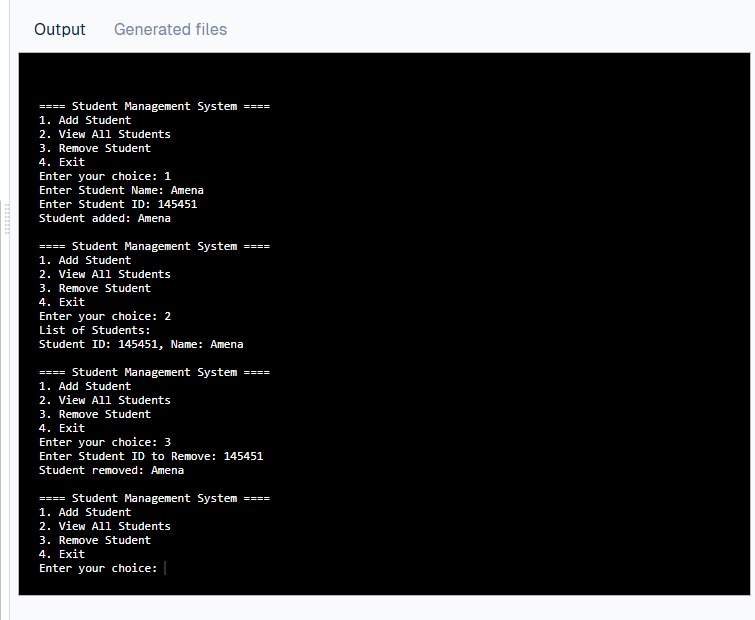 Output Generated files
==== Student Management System ====
1. Add Student
2. View All Students
3. Remove Student
4. Exit
Enter your choice: 1
Enter Student Name: Amena
Enter Student ID: 145451
Student added: Amena
==== Student Management System ====
1. Add Student
2. View All Students
3. Remove Student
4. Exit
Enter your choice: 2
List of Students:
Student ID: 145451, Name: Amena
==== Student Management System ====
1. Add Student
2. View All Students
3. Remove Student
4. Exit
Enter your choice: 3
Enter Student ID to Remove: 145451
Student removed: Amena
==== Student Management System ====
1. Add Student
2. View All Students
3. Remove Student
4. Exit
Enter your choice: